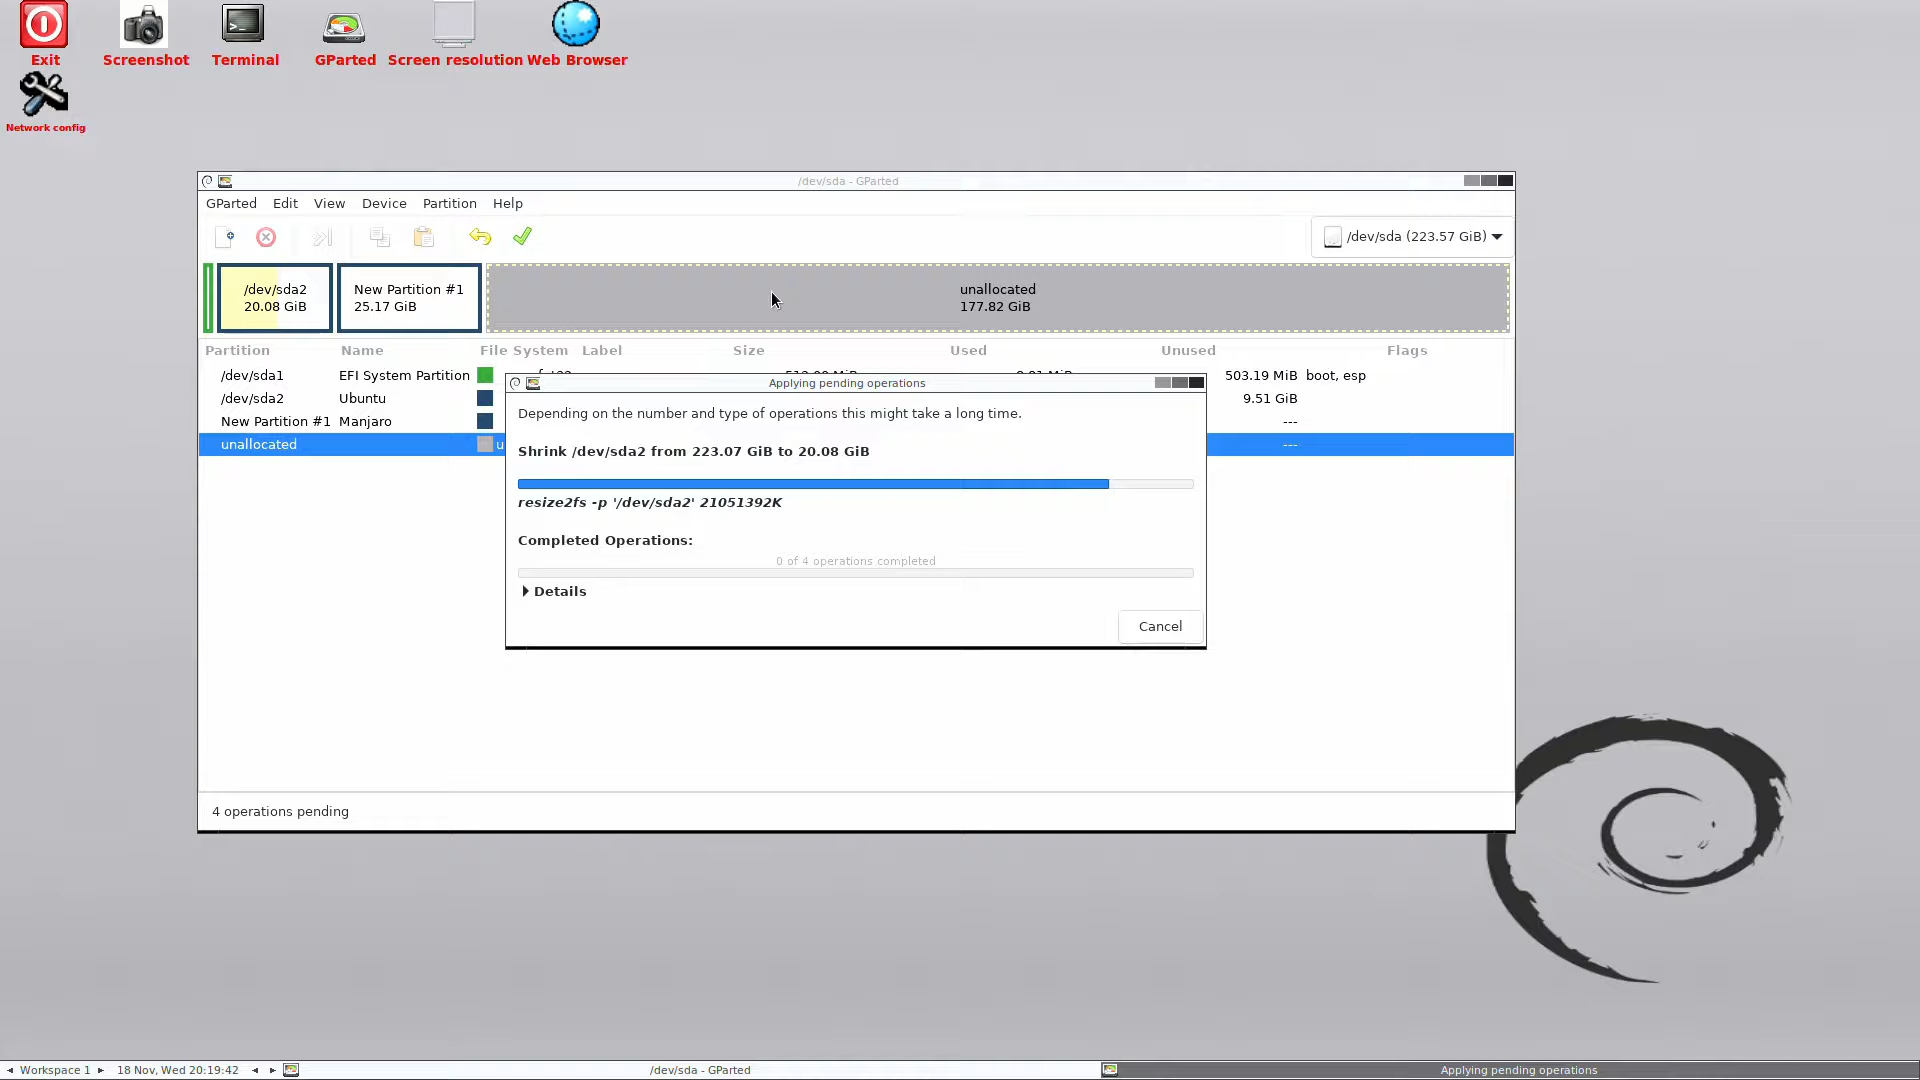 Exit
Screenshot
Terminal
GParted
Screen resolution
Web Browser
Network config
/dev/sda - GParted
GParted Edit View Device Partition Help
/dev/sda (223.57 GiB)
/dev/sda2
20.08 GiB
New Partition #1
25.17 GiB
unallocated
177.82 GiB
Partition Name File System Label Size Used Unused Flags
/dev/sda1 EFI System Partition 503.19 MiB boot, esp
/dev/sda2 Ubuntu 9.51 GiB
New Partition #1 Manjaro ---
unallocated u ---
Applying pending operations
Depending on the number and type of operations this might take a long time.
Shrink /dev/sda2 from 223.07 GiB to 20.08 GiB
resize2fs -p '/dev/sda2' 21051392K
Completed Operations:
0 of 4 operations completed
Details
Cancel
4 operations pending
Workspace 1 18 Nov, Wed 20:19:42 /dev/sda - GParted Applying pending operations